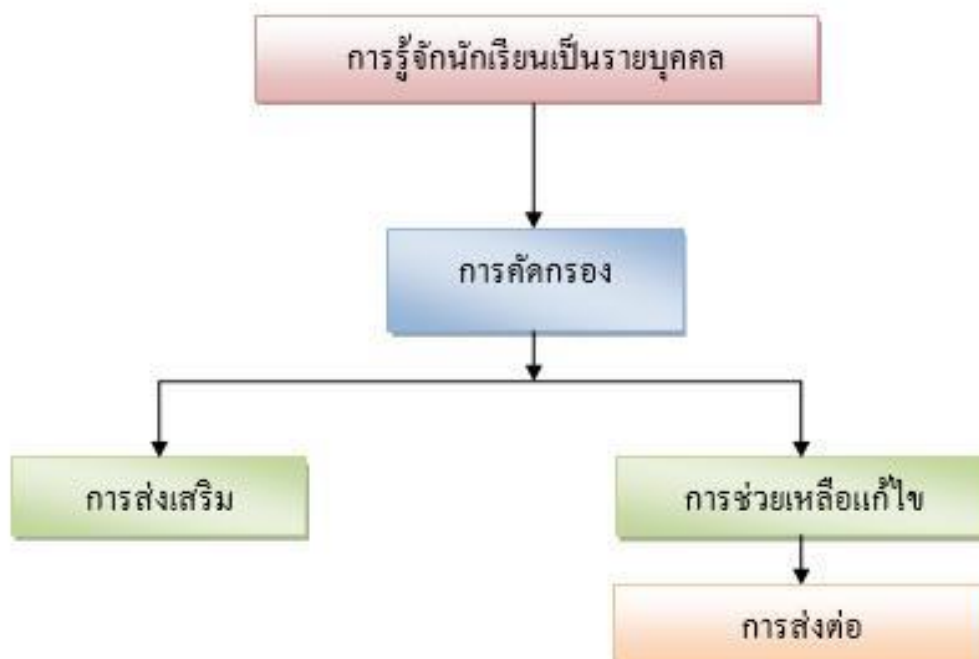 การรู้จักนักเรียนเป็นรายบุคคล
การคัดกรอง
การส่งเสริม
การช่วยเหลือแก้ไข
การส่งต่อ